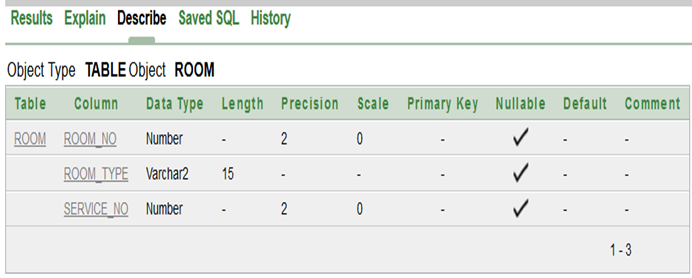 Results Explain Describe Saved SQL History
Object Type TABLE Object ROOM
Table Column Data Type Length Precision Scale Primary Key Nullable Default Comment
ROOM ROOM_NO Number - 2 0 - ✓ - -
ROOM_TYPE Varchar2 15 - - - ✓ - -
SERVICE_NO Number - 2 0 - ✓ - -
1 - 3